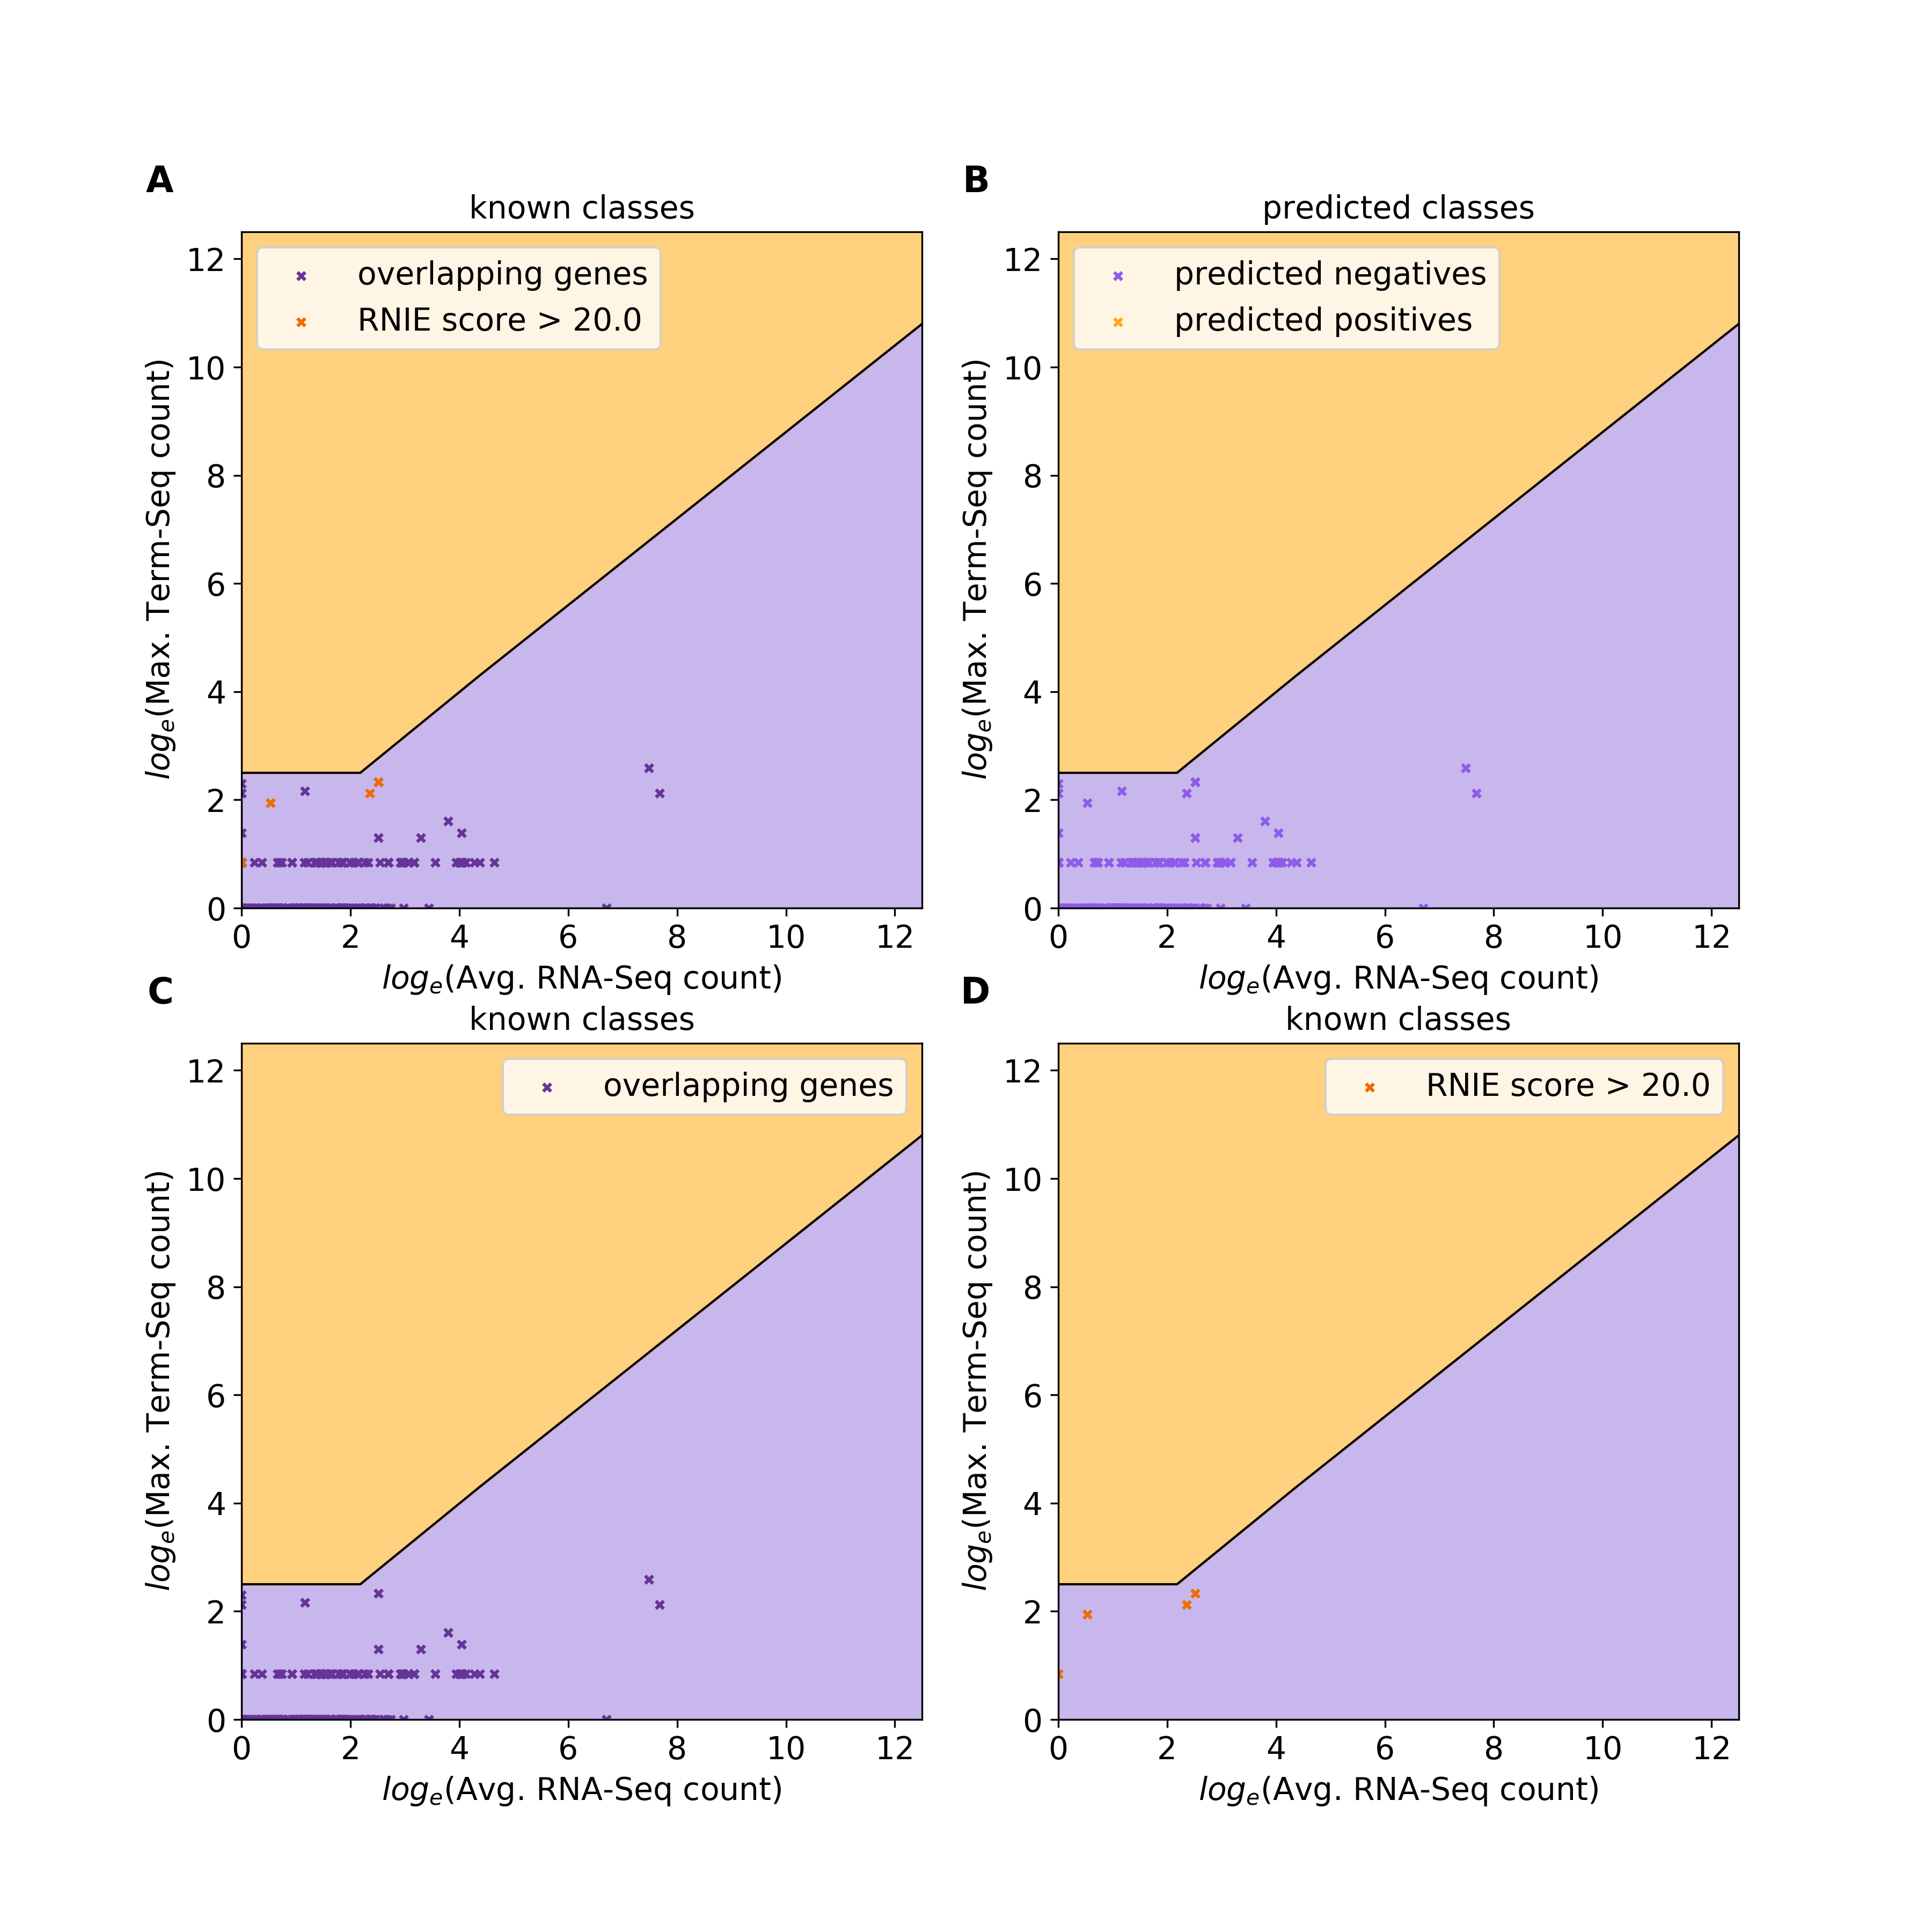 A
known classes
overlapping genes
RNIE score > 20.0
12
10
8
6
4
2
0
log_e(Max. Term-Seq count)
0 2 4 6 8 10 12
log_e(Avg. RNA-Seq count)
B
predicted classes
predicted negatives
predicted positives
12
10
8
6
4
2
0
log_e(Max. Term-Seq count)
0 2 4 6 8 10 12
log_e(Avg. RNA-Seq count)
C
known classes
overlapping genes
12
10
8
6
4
2
0
log_e(Max. Term-Seq count)
0 2 4 6 8 10 12
log_e(Avg. RNA-Seq count)
D
known classes
RNIE score > 20.0
12
10
8
6
4
2
0
log_e(Max. Term-Seq count)
0 2 4 6 8 10 12
log_e(Avg. RNA-Seq count)